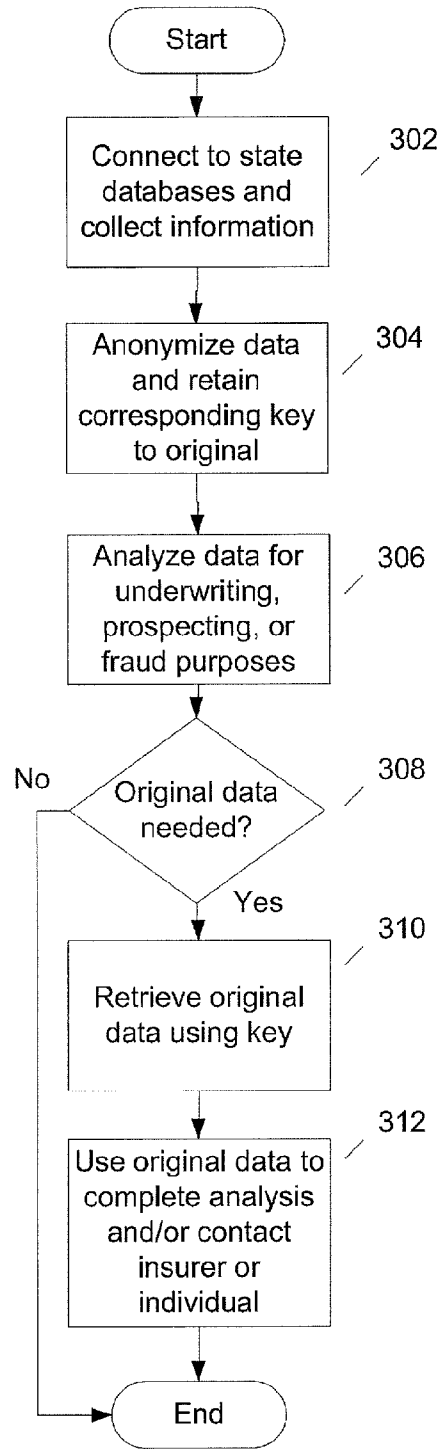 Start
302
Connect to state
databases and
collect information
304
Anonymize data
and retain
corresponding key
to original
306
Analyze data for
underwriting,
prospecting, or
fraud purposes
308
No
Original data
needed?
Yes
310
Retrieve original
data using key
312
Use original data to
complete analysis
and/or contact
insurer or
individual
End